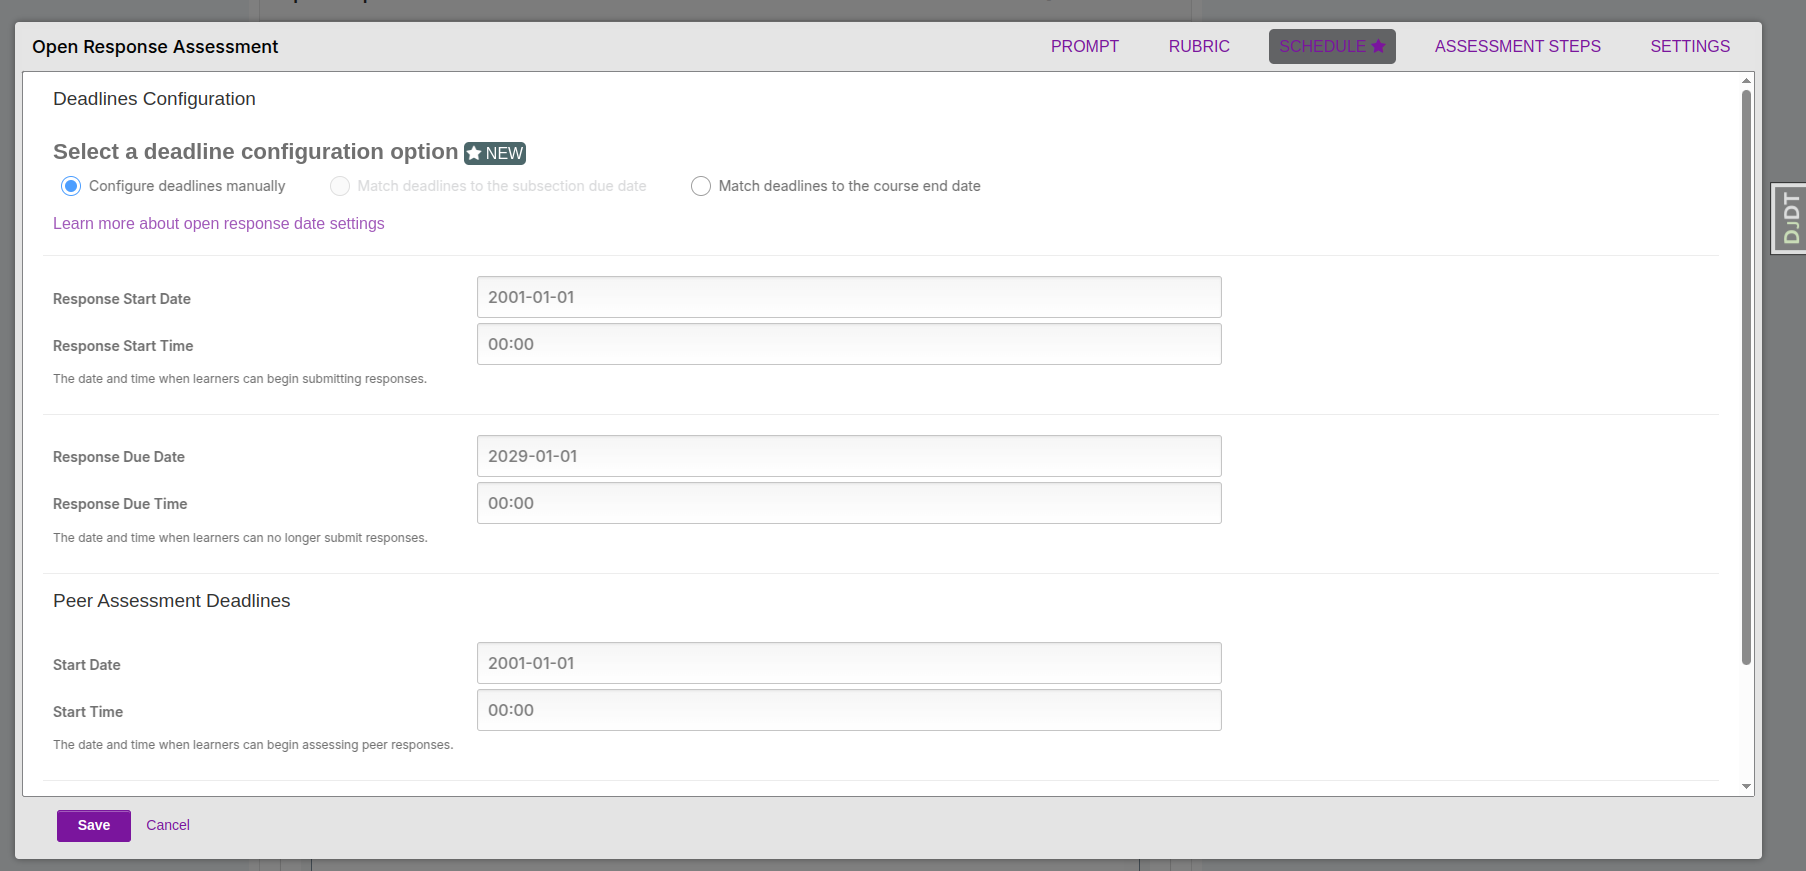 Open Response Assessment
PROMPT
RUBRIC
SCHEDULE
ASSESSMENT STEPS
SETTINGS
Deadlines Configuration
Select a deadline configuration option NEW
Configure deadlines manually
Match deadlines to the subsection due date
Match deadlines to the course end date
Learn more about open response date settings
Response Start Date
2001-01-01
Response Start Time
00:00
The date and time when learners can begin submitting responses.
Response Due Date
2029-01-01
Response Due Time
00:00
The date and time when learners can no longer submit responses.
Peer Assessment Deadlines
Start Date
2001-01-01
Start Time
00:00
The date and time when learners can begin assessing peer responses.
Save
Cancel
DJDT